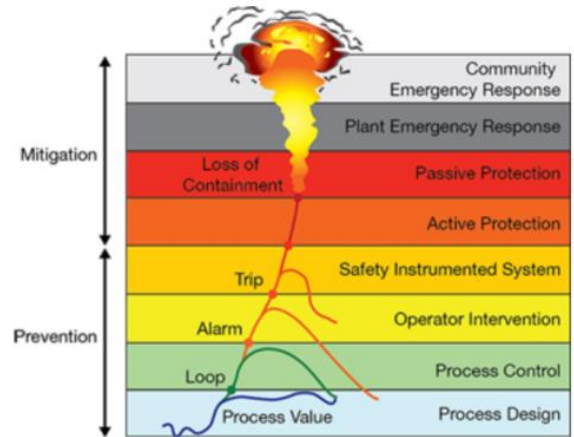 Community
Emergency Response
Plant Emergency Response
Mitigation
Loss of
Containment
Passive Protection
Active Protection
Trip
Safety Instrumented System
Alarm
Operator Intervention
Prevention
Loop
Process Control
Process Value
Process Design